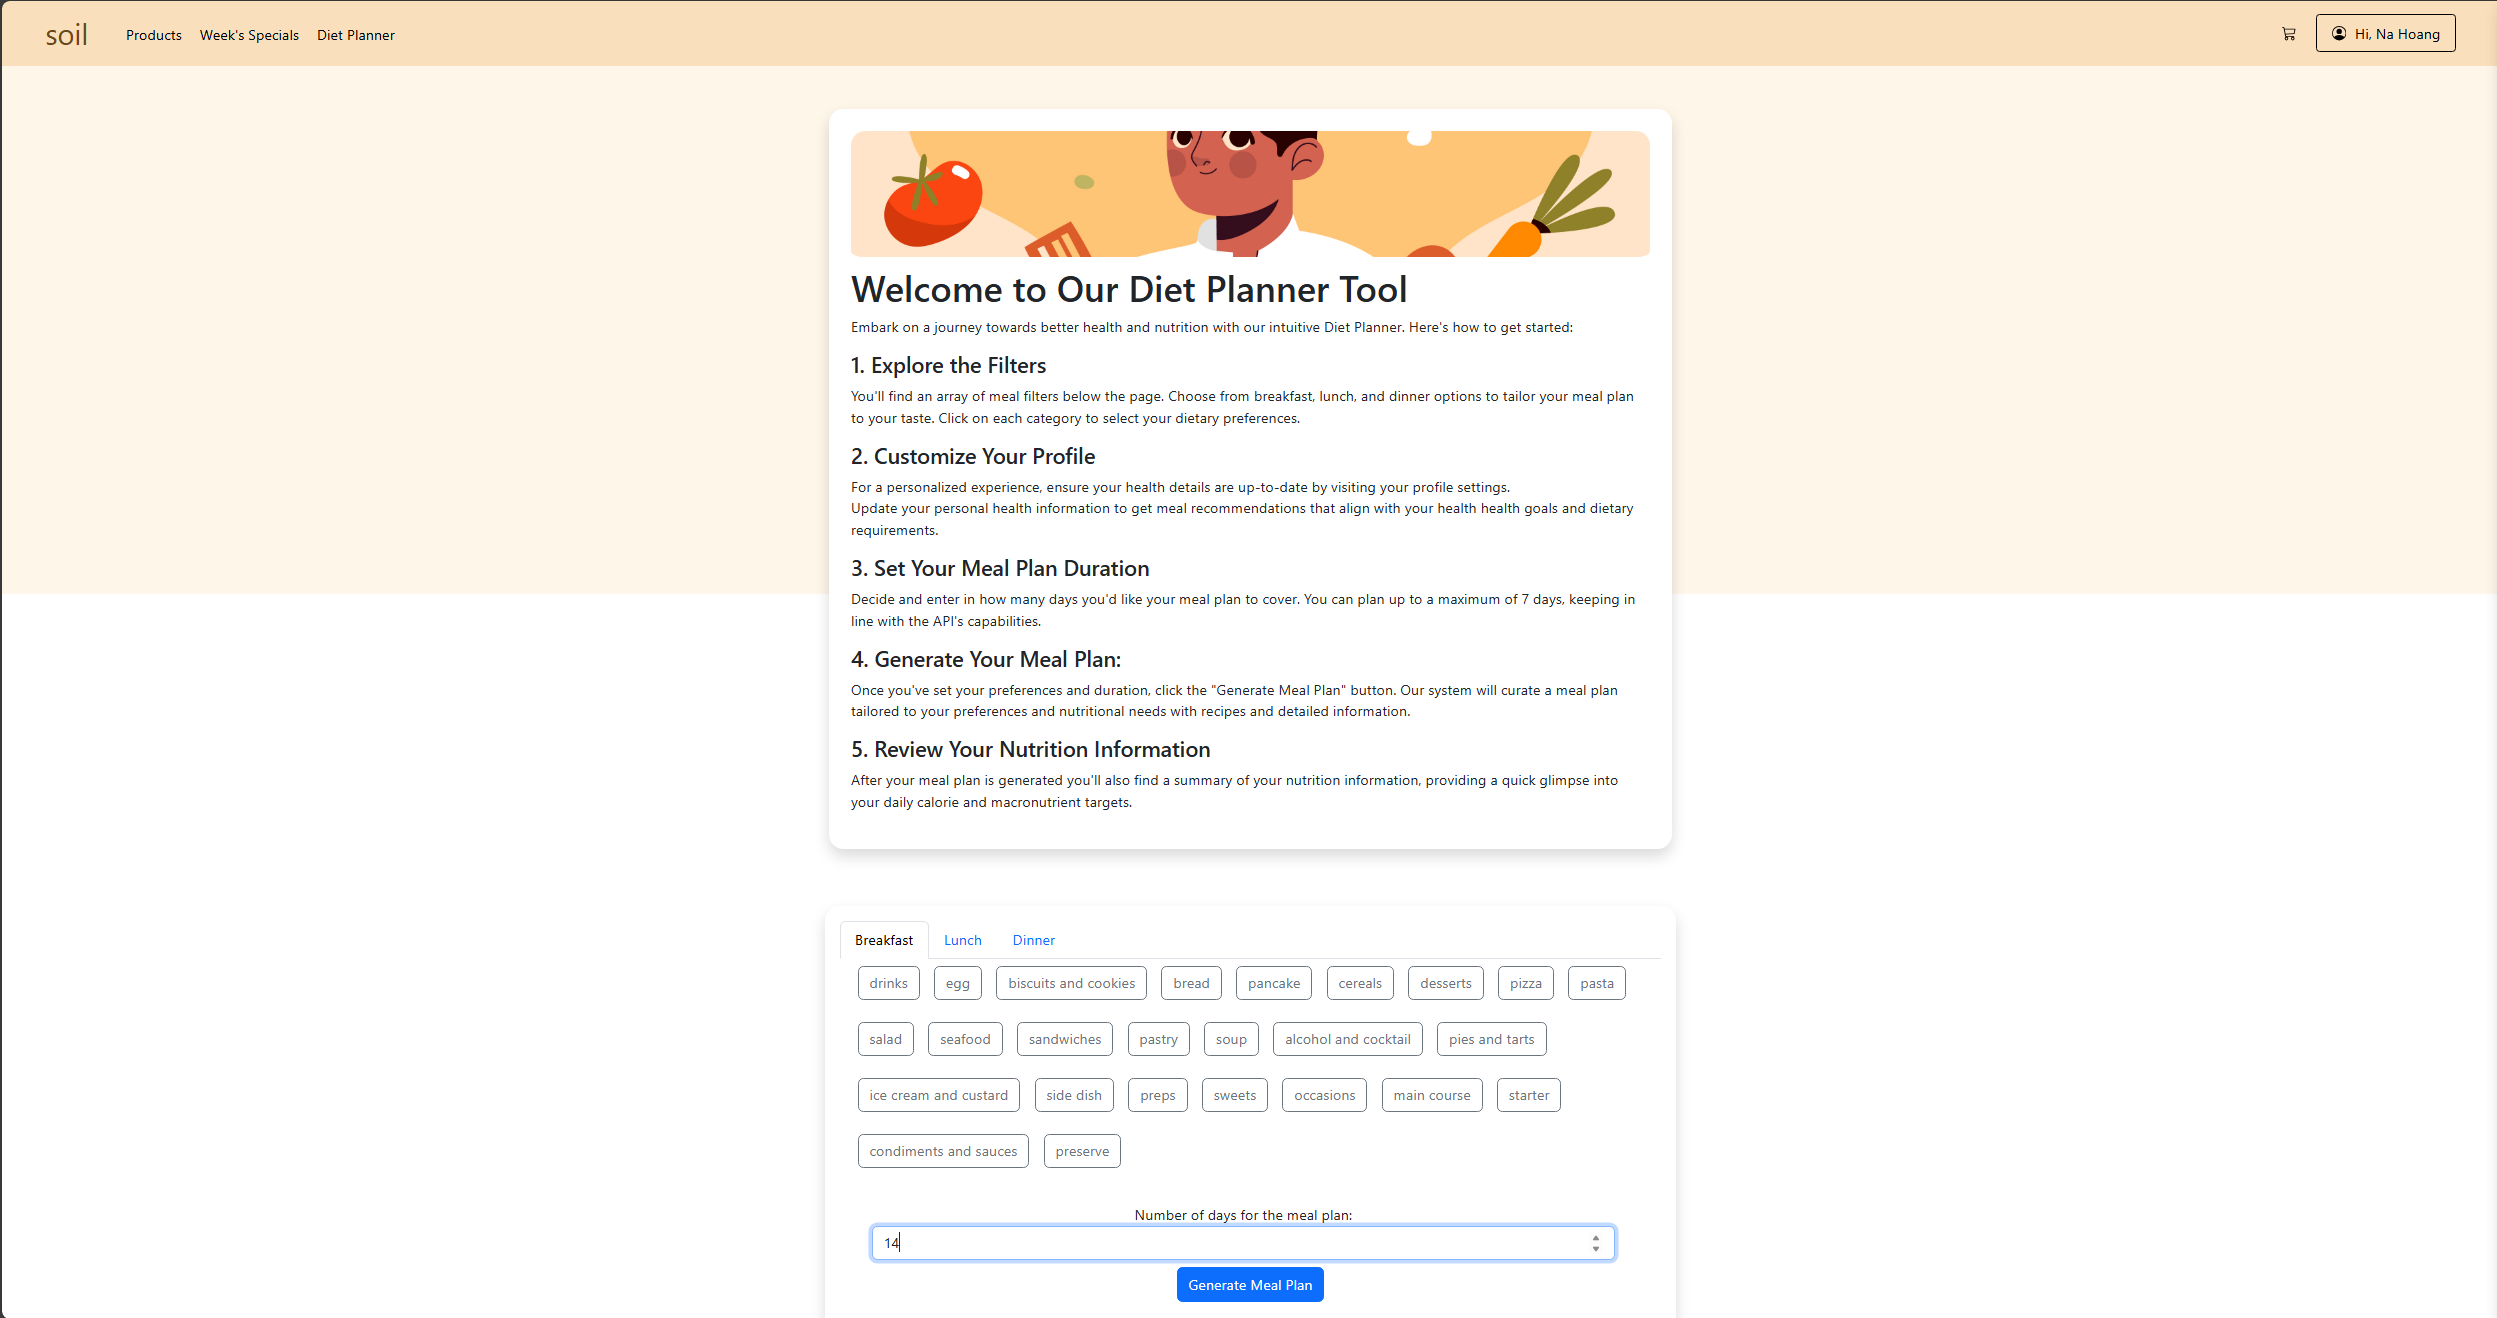 soil Products Week's Specials Diet Planner Hi, Na Hoang
Welcome to Our Diet Planner Tool
Embark on a journey towards better health and nutrition with our intuitive Diet Planner. Here's how to get started:
1. Explore the Filters
You'll find an array of meal filters below the page. Choose from breakfast, lunch, and dinner options to tailor your meal plan
to your taste. Click on each category to select your dietary preferences.
2. Customize Your Profile
For a personalized experience, ensure your health details are up-to-date by visiting your profile settings.
Update your personal health information to get meal recommendations that align with your health health goals and dietary
requirements.
3. Set Your Meal Plan Duration
Decide and enter in how many days you'd like your meal plan to cover. You can plan up to a maximum of 7 days, keeping in
line with the API's capabilities.
4. Generate Your Meal Plan:
Once you've set your preferences and duration, click the "Generate Meal Plan" button. Our system will curate a meal plan
tailored to your preferences and nutritional needs with recipes and detailed information.
5. Review Your Nutrition Information
After your meal plan is generated you'll also find a summary of your nutrition information, providing a quick glimpse into
your daily calorie and macronutrient targets.
Breakfast Lunch Dinner
drinks egg biscuits and cookies bread pancake cereals desserts pizza pasta
salad seafood sandwiches pastry soup alcohol and cocktail pies and tarts
ice cream and custard side dish preps sweets occasions main course starter
condiments and sauces preserve
Number of days for the meal plan:
14
Generate Meal Plan